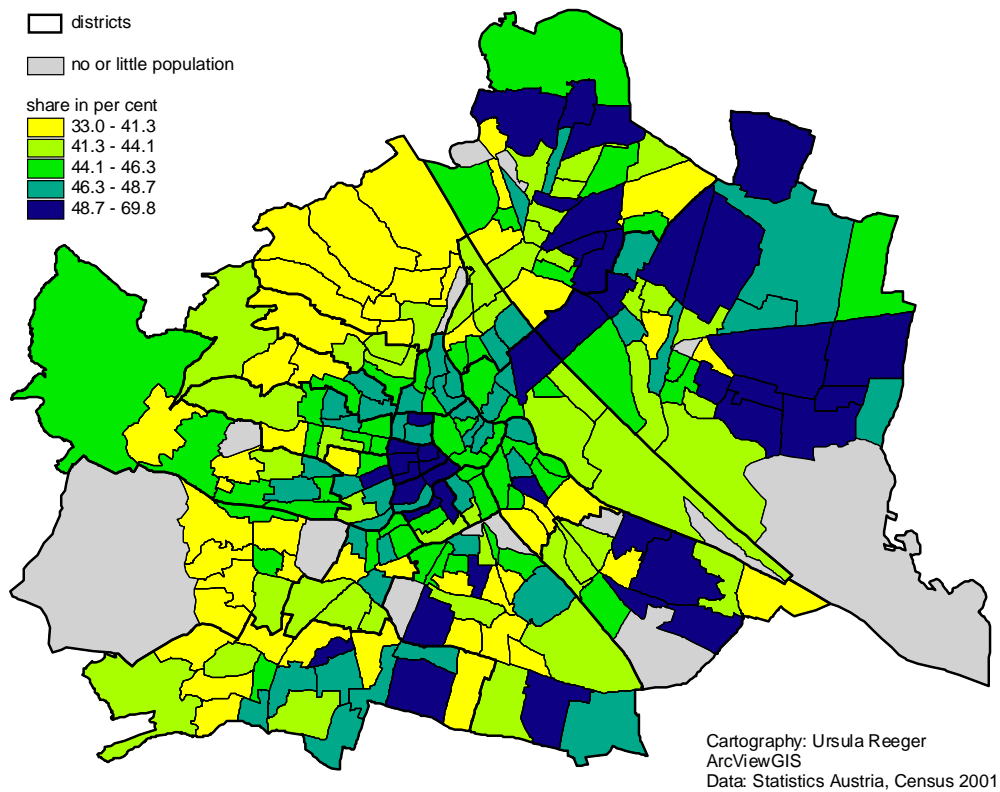 districts
no or little population
share in per cent
33.0 - 41.3
41.3 - 44.1
44.1 - 46.3
46.3 - 48.7
48.7 - 69.8
Cartography: Ursula Reeger
ArcViewGIS
Data: Statistics Austria, Census 2001